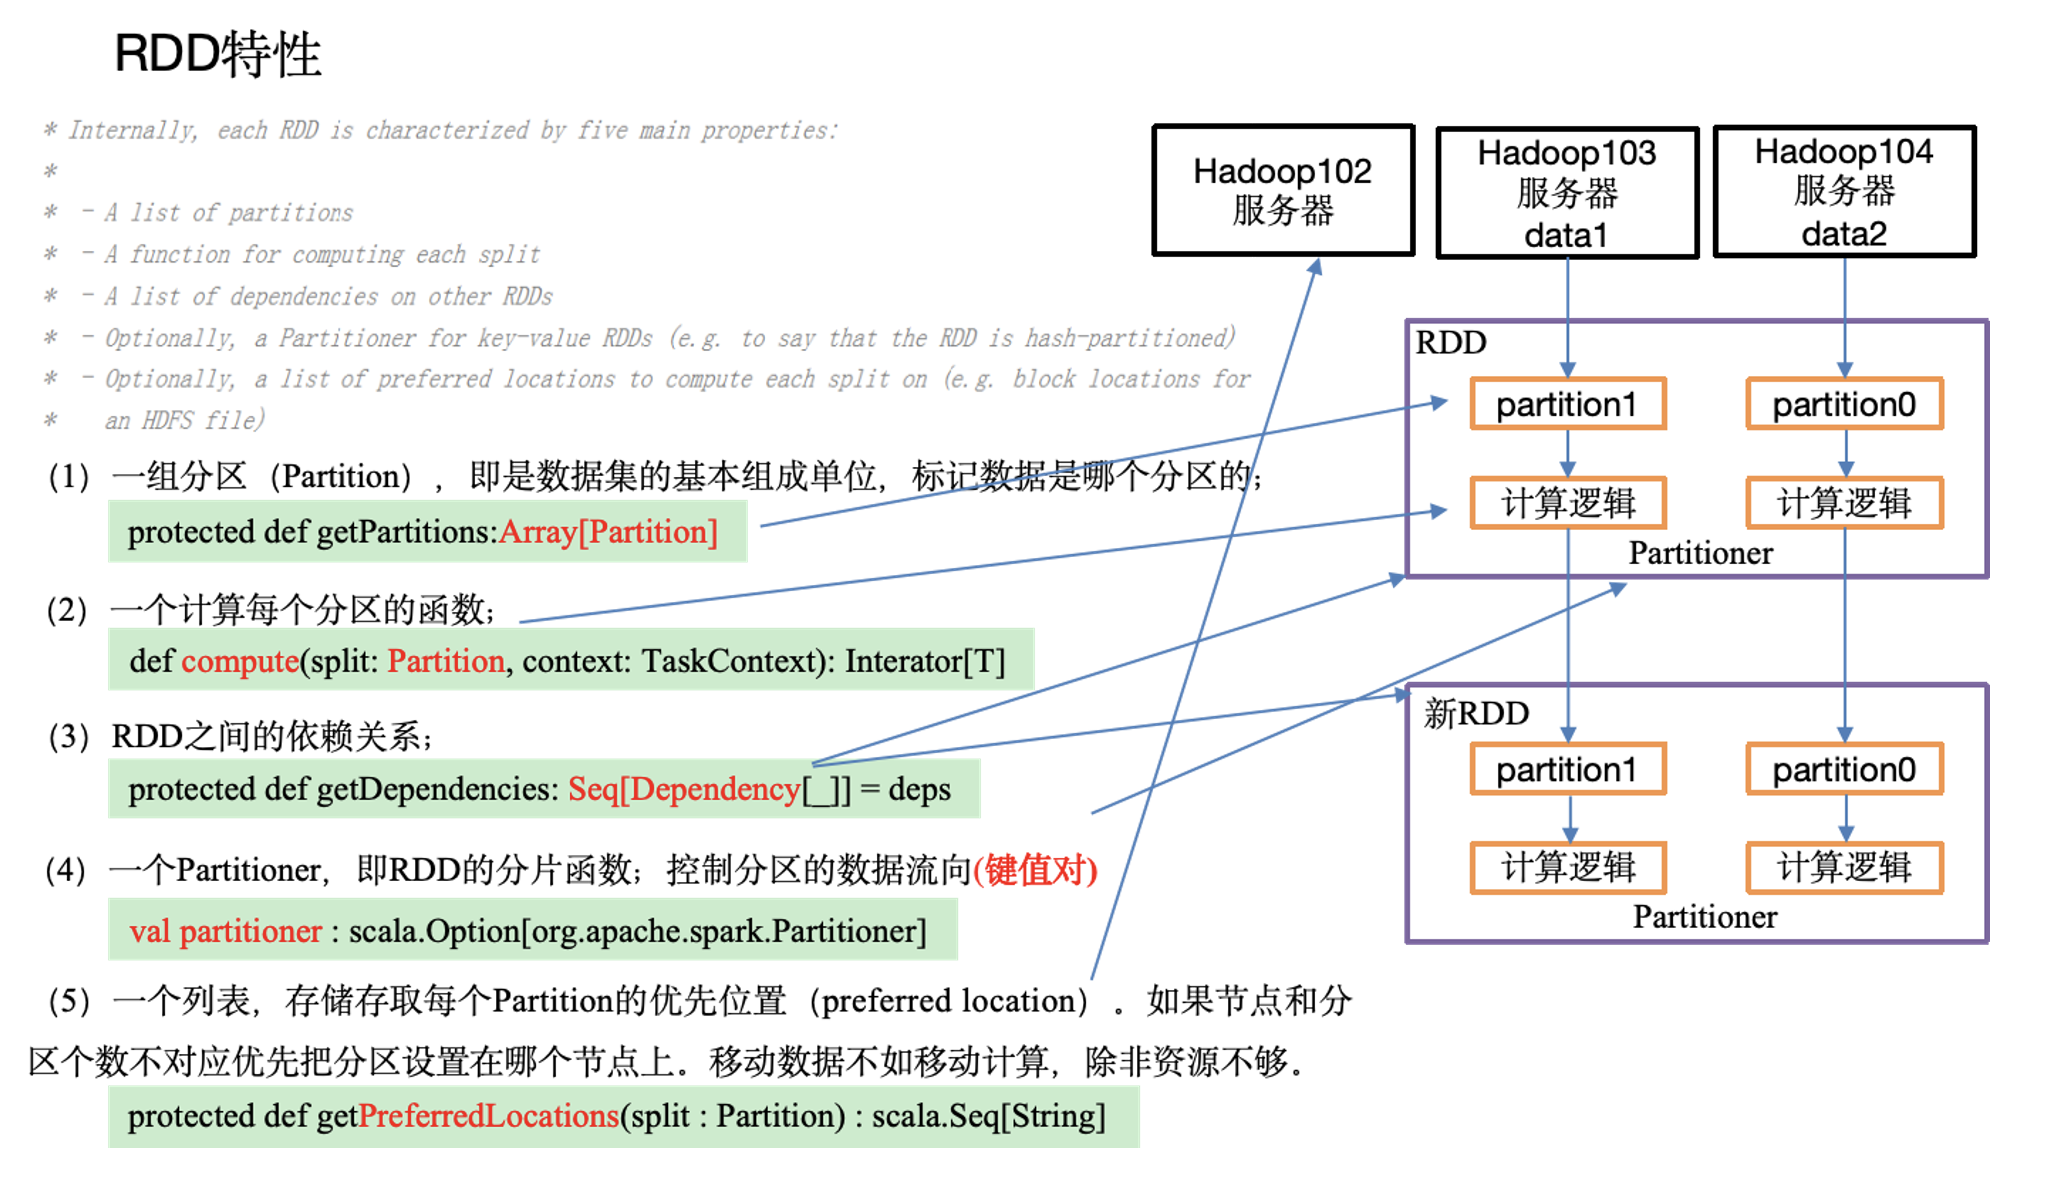 RDD特性
* Internally, each RDD is characterized by five main properties:
*
* - A list of partitions
* - A function for computing each split
* - A list of dependencies on other RDDs
* - Optionally, a Partitioner for key-value RDDs (e.g. to say that the RDD is hash-partitioned)
* - Optionally, a list of preferred locations to compute each split on (e.g. block locations for
* an HDFS file)
(1）一组分区（Partition），即是数据集的基本组成单位，标记数据是哪个分区的；
protected def getPartitions:Array[Partition]
(2）一个计算每个分区的函数；
def compute(split: Partition, context: TaskContext): Interator[T]
(3）RDD之间的依赖关系；
protected def getDependencies: Seq[Dependency[_]] = deps
(4）一个Partitioner，即RDD的分片函数；控制分区的数据流向(键值对)
val partitioner : scala.Option[org.apache.spark.Partitioner]
(5）一个列表，存储存取每个Partition的优先位置（preferred location）。如果节点和分
区个数不对应优先把分区设置在哪个节点上。移动数据不如移动计算，除非资源不够。
protected def getPreferredLocations(split : Partition) : scala.Seq[String]
Hadoop102
服务器
Hadoop103
服务器
data1
Hadoop104
服务器
data2
RDD
partition1
partition0
计算逻辑
计算逻辑
Partitioner
新RDD
partition1
partition0
计算逻辑
计算逻辑
Partitioner